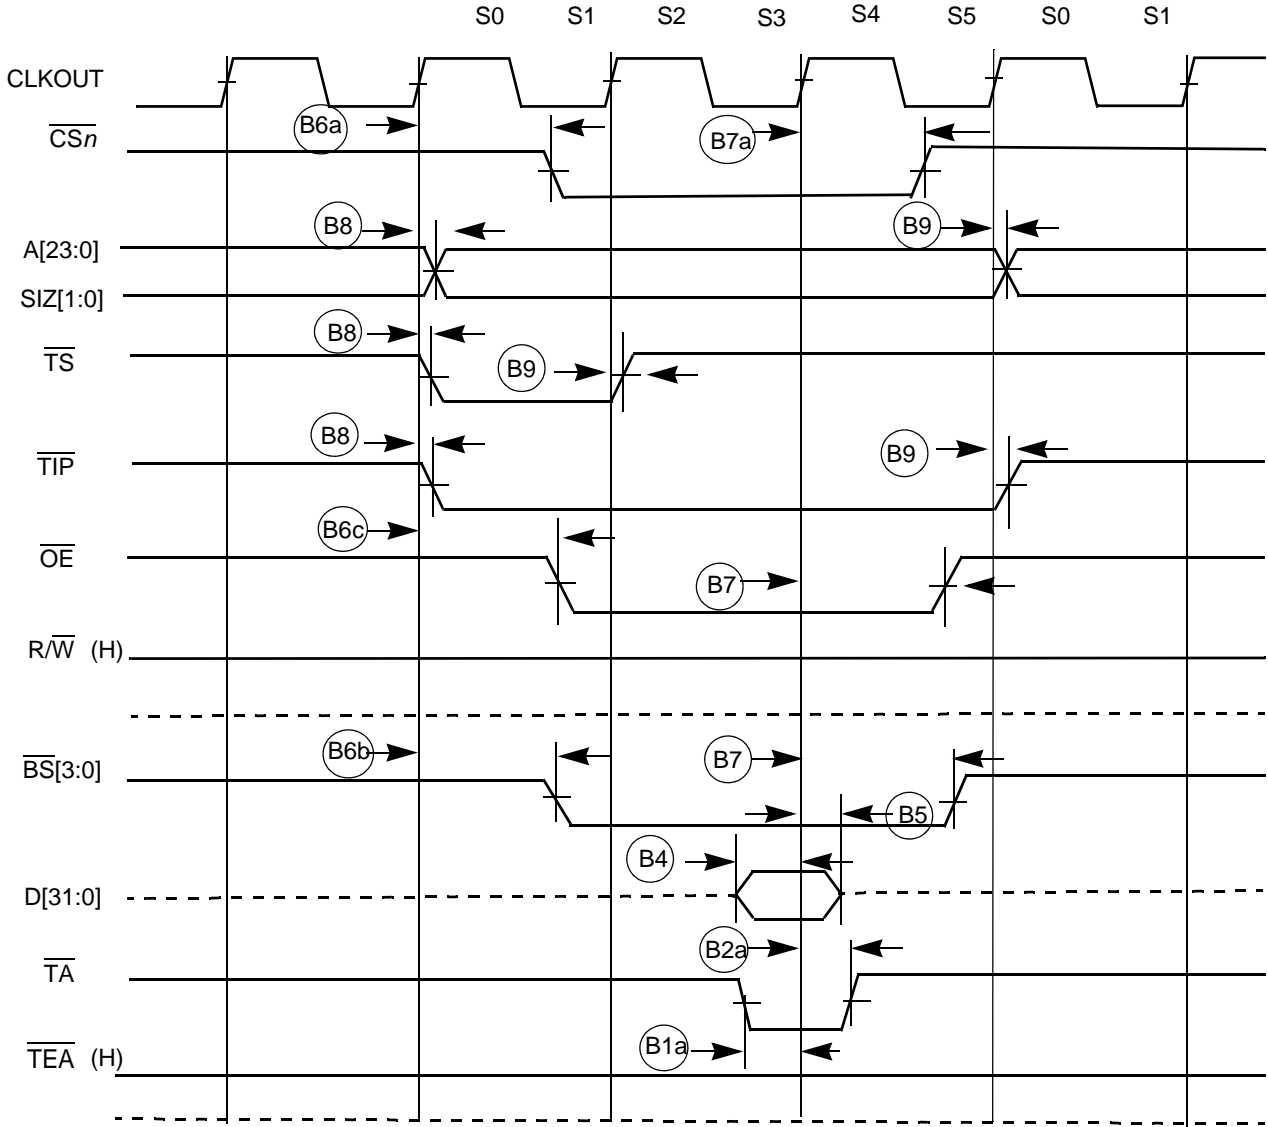 S0 S1 S2 S3 S4 S5 S0 S1
CLKOUT
B6a B7a
CSn
B8 B9
A[23:0]
SIZ[1:0]
B8
TS B9
B8 B9
TIP
B6c
OE B7
R/W (H)
B6b B7
BS[3:0]
B5
B4
D[31:0]
B2a
TA
B1a
TEA (H)